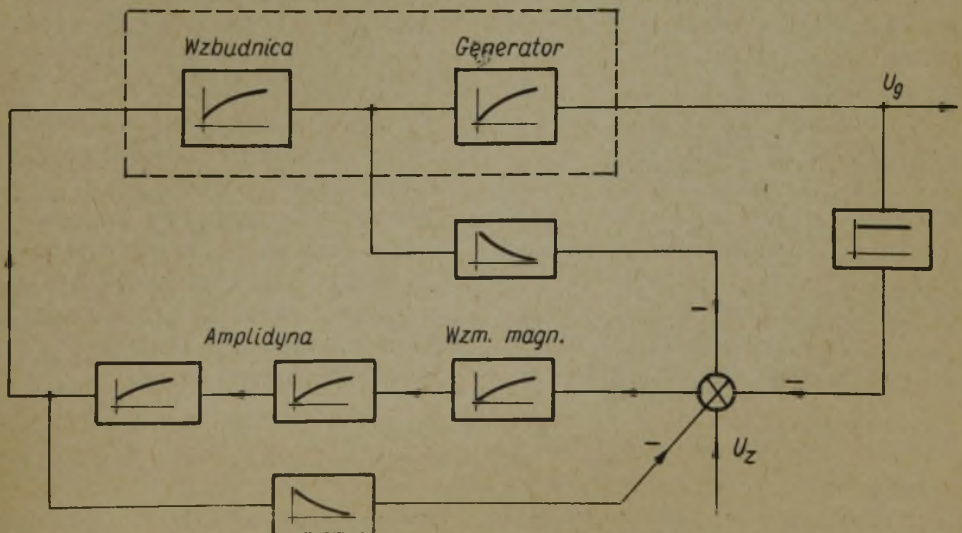 Wzbudnica
Generator
U_g
Amplidyna
Wzm. magn.
U_z
−
−
−